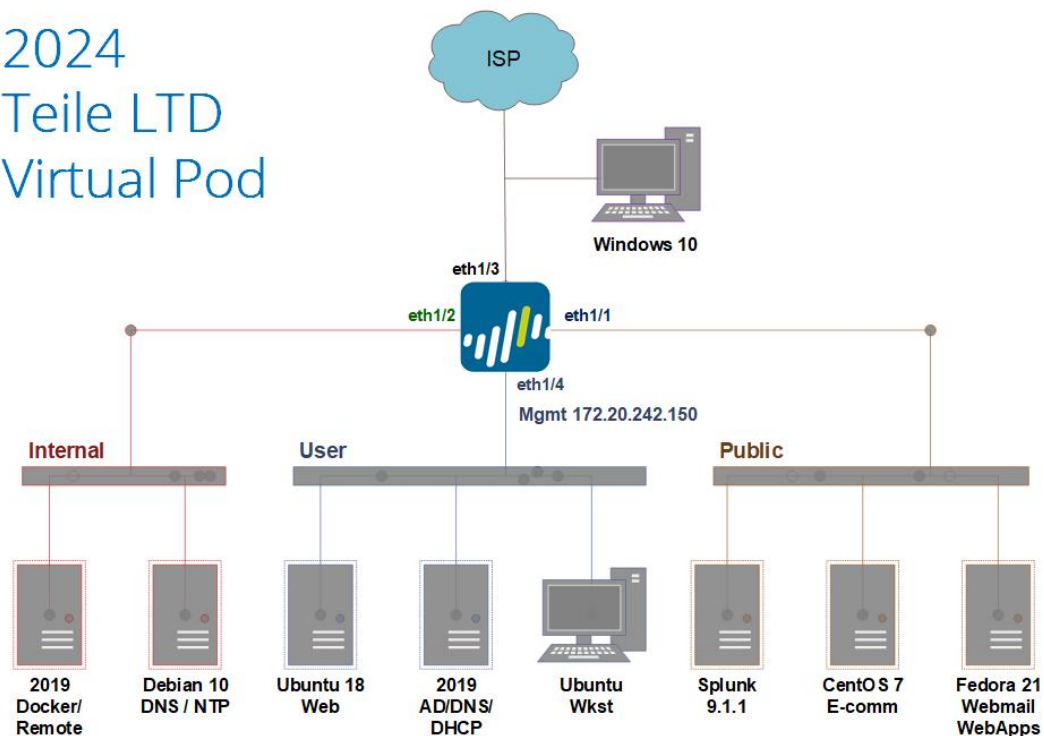 2024
Teile LTD
Virtual Pod
ISP
Windows 10
eth1/3
eth1/2
eth1/1
eth1/4
Mgmt 172.20.242.150
Internal
User
Public
2019
Docker/
Remote
Debian 10
DNS / NTP
Ubuntu 18
Web
2019
AD/DNS/
DHCP
Ubuntu
Wkst
Splunk
9.1.1
CentOS 7
E-comm
Fedora 21
Webmail
WebApps